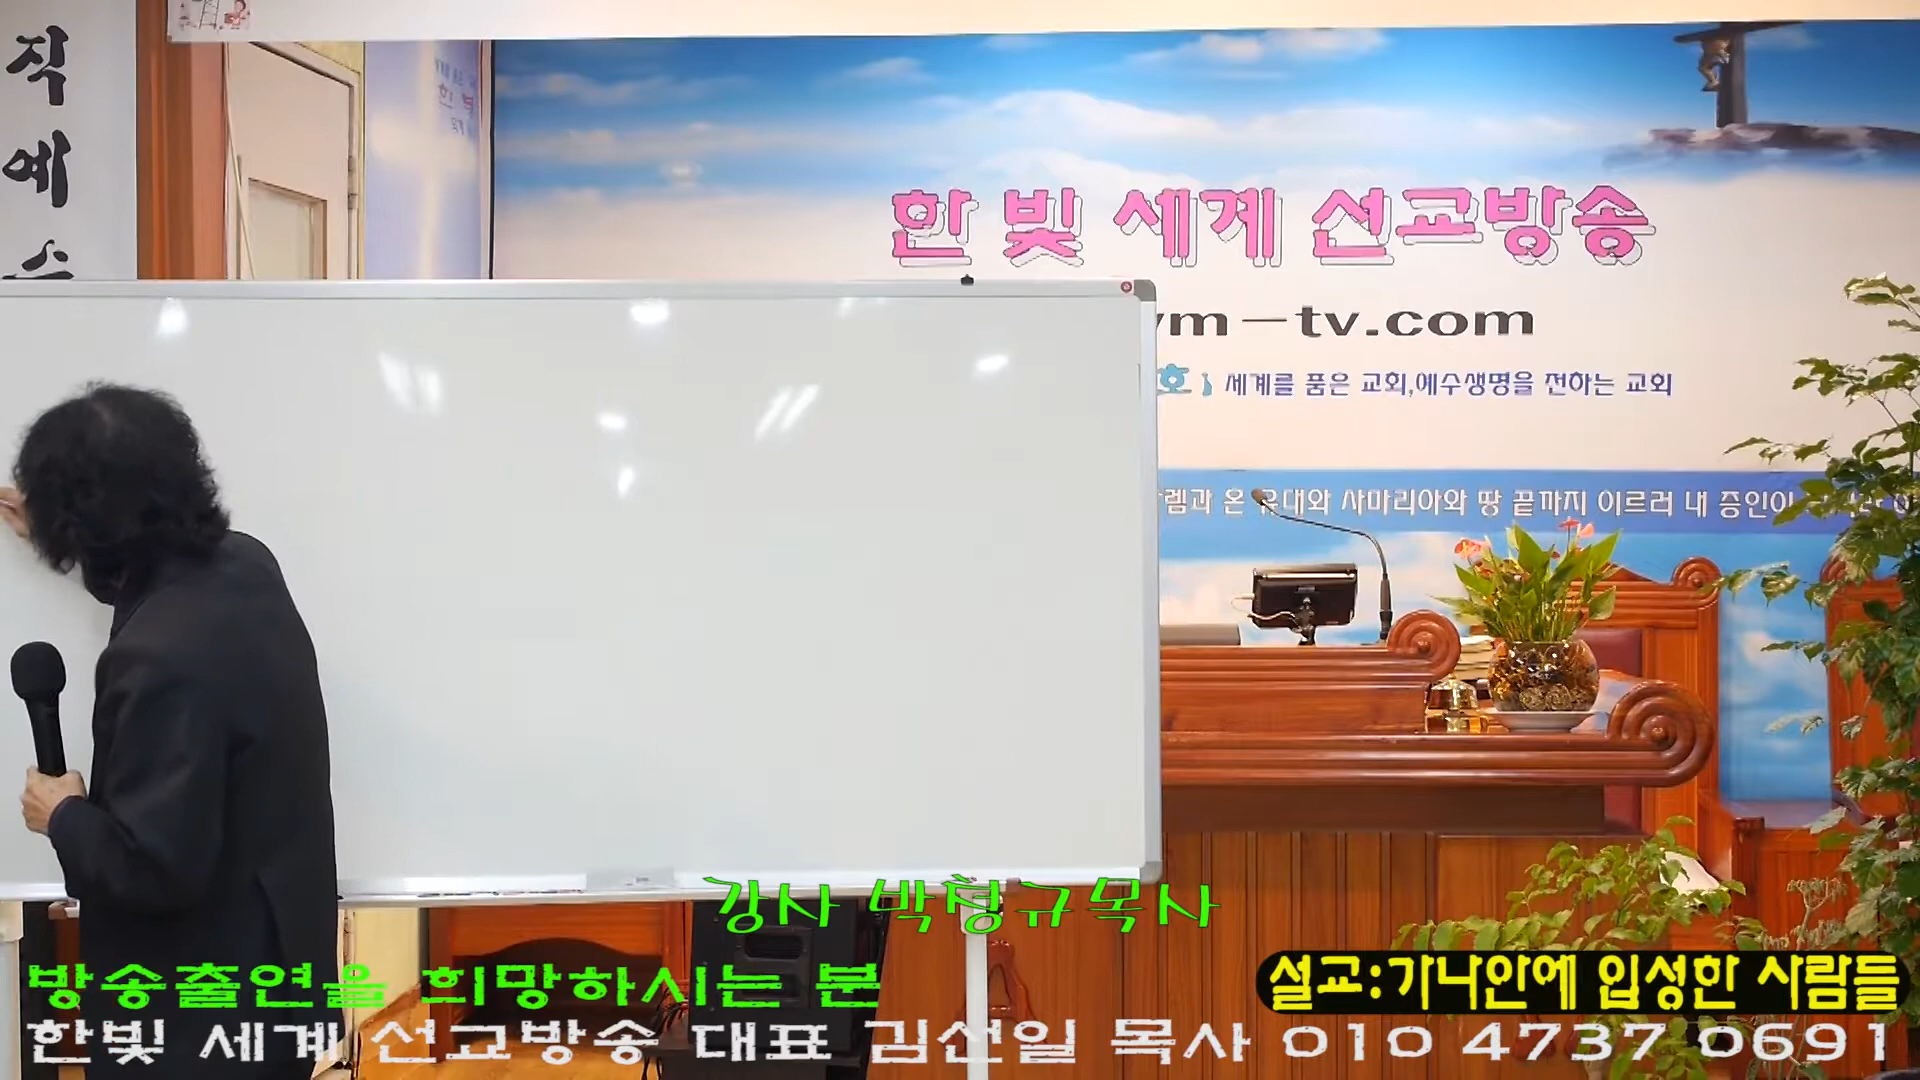 직
예
스
한빛 세계 선교방송
vm-tv.com
호; 세계를 품은 교회,예수생명을 전하는 교회
렘과 온 유대와 사마리아와 땅 끝까지 이르러 내 증인이
강사 박형규목사
방송출연을 희망하시는 분
설교:가나안에 입성한 사람들
한빛 세계 선교방송 대표 김선일 목사 010 4737 0691